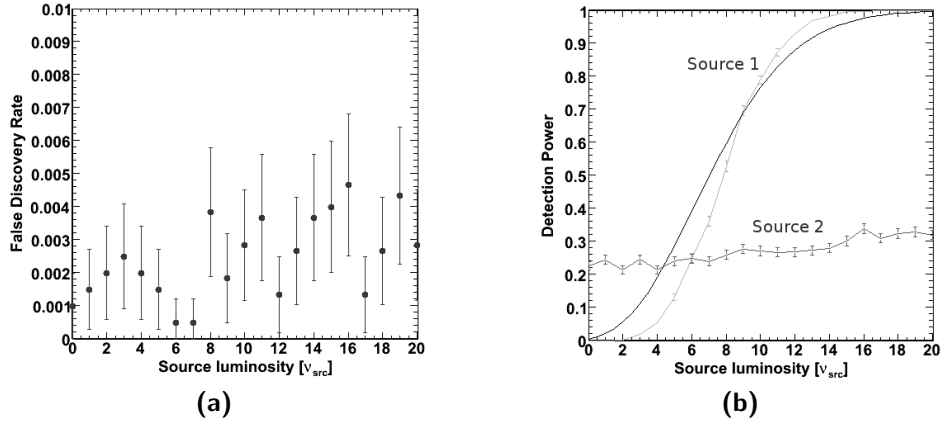 False Discovery Rate
0.01
0.009
0.008
0.007
0.006
0.005
0.004
0.003
0.002
0.001
0
0 2 4 6 8 10 12 14 16 18 20
Source luminosity [νsrc]
(a)
Detection Power
1
0.9
0.8
0.7
0.6
0.5
0.4
0.3
0.2
0.1
0
Source 1
Source 2
0 2 4 6 8 10 12 14 16 18 20
Source luminosity [νsrc]
(b)